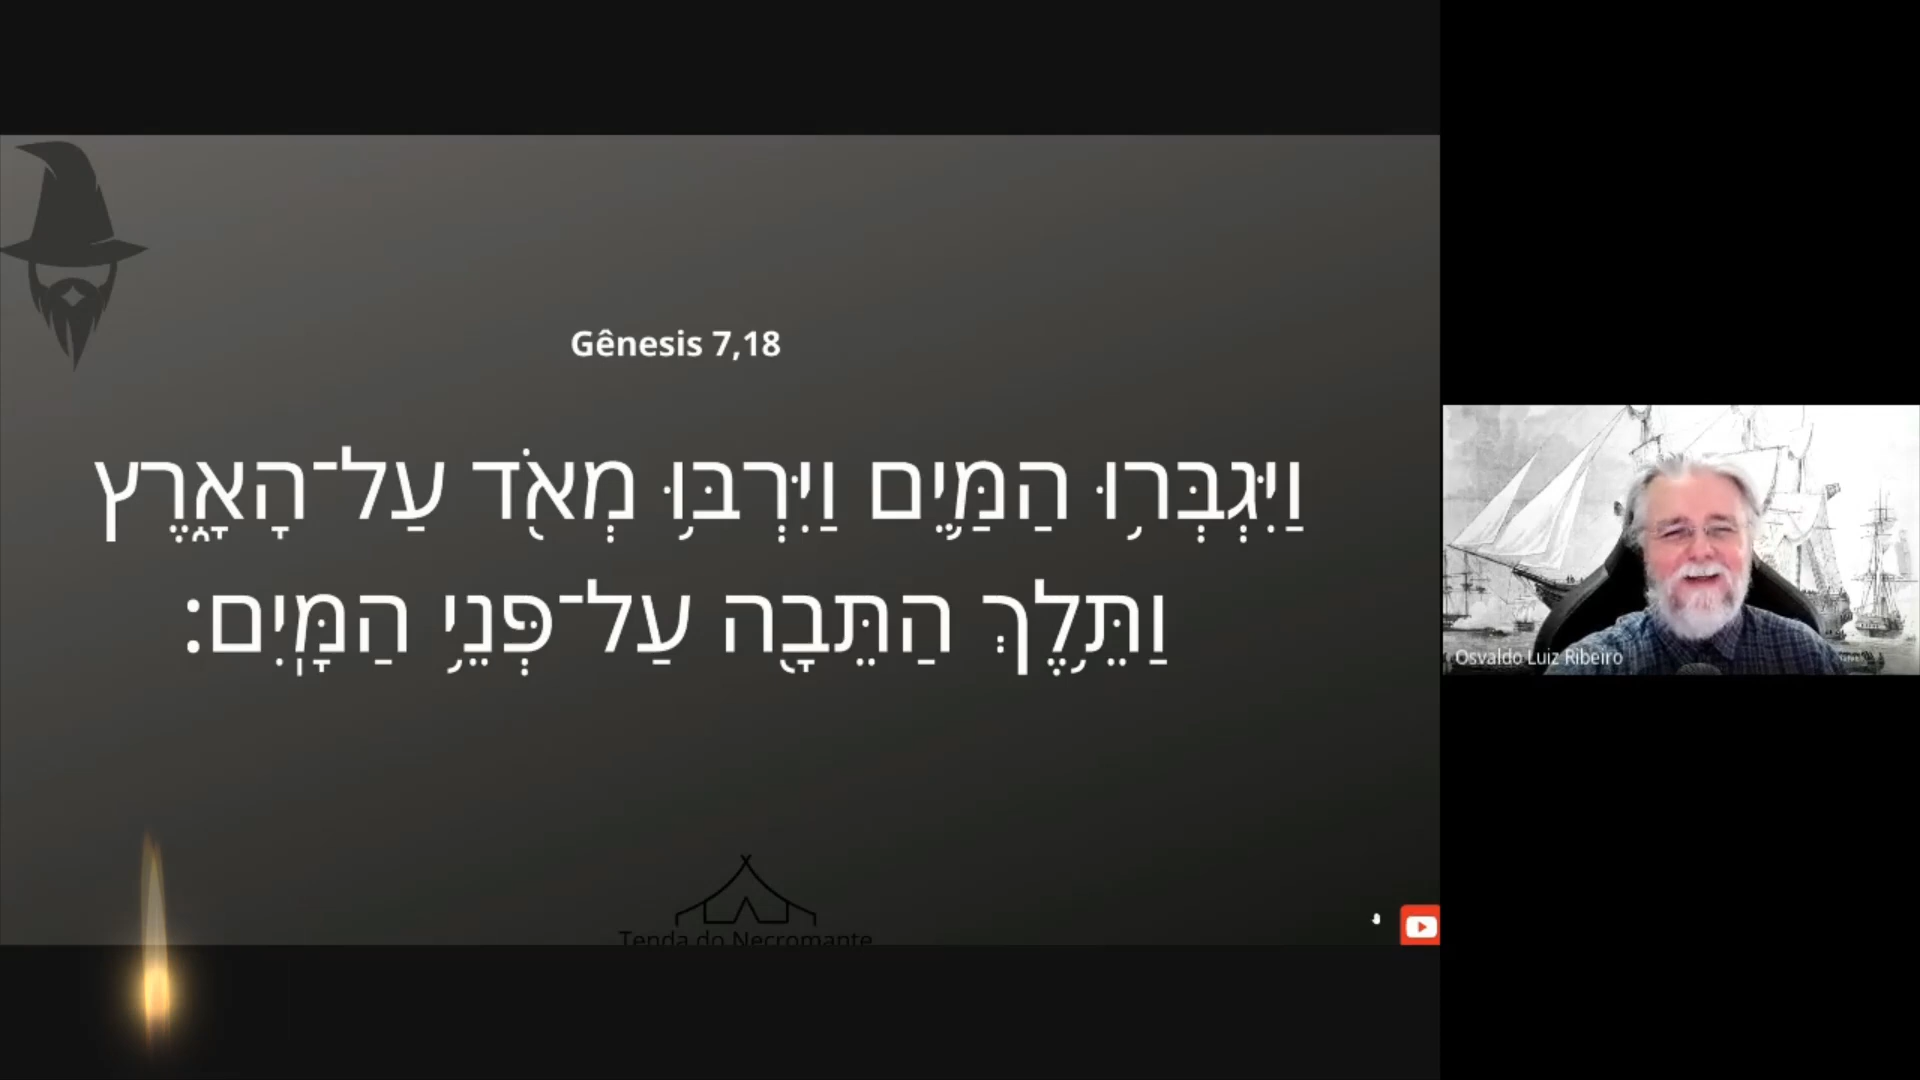 Gênesis 7,18
וַיִּגְבְּר֥וּ הַמַּ֛יִם וַיִּרְבּ֥וּ מְאֹ֖ד עַל־הָאָ֑רֶץ
וַתֵּ֥לֶךְ הַתֵּבָ֖ה עַל־פְּנֵ֥י הַמָּֽיִם׃
Tenda do Necromante
Osvaldo Luiz Ribeiro